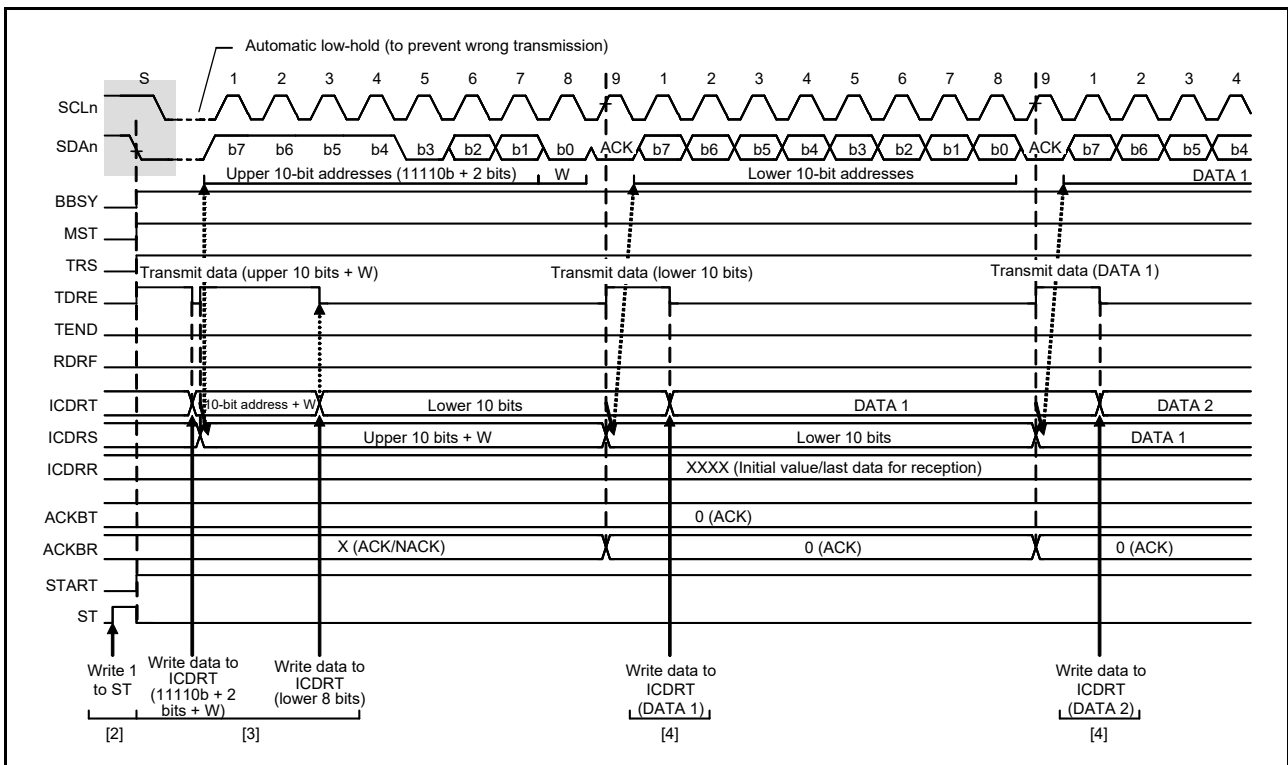 Automatic low-hold (to prevent wrong transmission)
S 1 2 3 4 5 6 7 8 9 1 2 3 4 5 6 7 8 9 1 2 3 4
SCLn
SDAn b7 b6 b5 b4 b3 b2 b1 b0 ACK b7 b6 b5 b4 b3 b2 b1 b0 ACK b7 b6 b5 b4
Upper 10-bit addresses (11110b + 2 bits) W Lower 10-bit addresses DATA 1
BBSY
MST
TRS
Transmit data (upper 10 bits + W) Transmit data (lower 10 bits) Transmit data (DATA 1)
TDRE
TEND
RDRF
ICDRT 10-bit address + W Lower 10 bits DATA 1 DATA 2
ICDRS Upper 10 bits + W Lower 10 bits DATA 1
ICDRR XXXX (Initial value/last data for reception)
ACKBT 0 (ACK)
ACKBR X (ACK/NACK) 0 (ACK) 0 (ACK)
START
ST
Write 1
to ST
Write data to
ICDRT
(11110b + 2
bits + W)
Write data to
ICDRT
(lower 8 bits)
Write data to
ICDRT
(DATA 1)
Write data to
ICDRT
(DATA 2)
[2] [3] [4] [4]